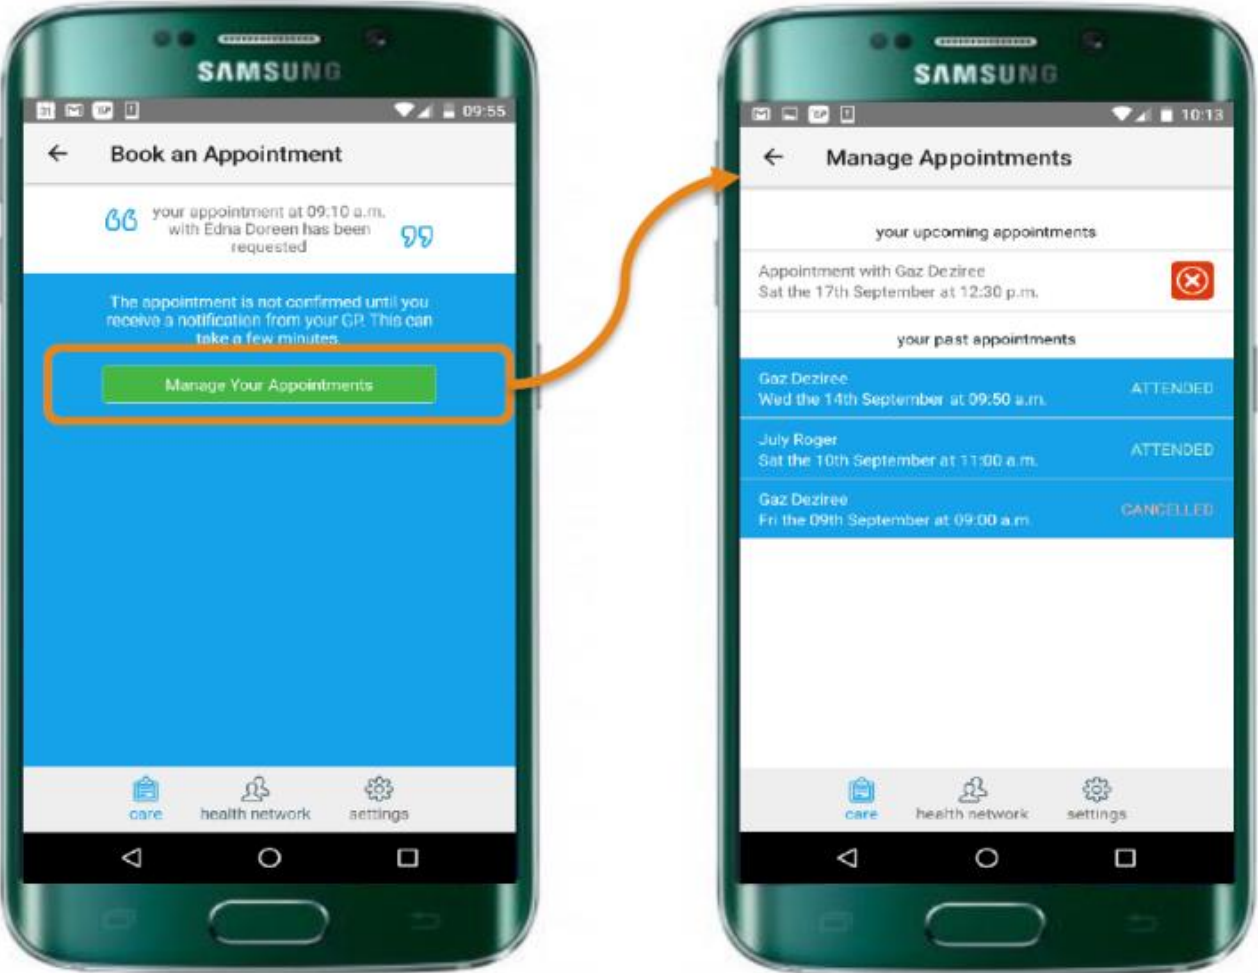 SAMSUNG
31
09:55
Book an Appointment
your appointment at 09:10 a.m.
with Edna Doreen has been
requested
The appointment is not confirmed until you
receive a notification from your GP. This can
take a few minutes.
Manage Your Appointments
care health network settings
SAMSUNG
10:13
Manage Appointments
your upcoming appointments
Appointment with Gaz Deziree
Sat the 17th September at 12:30 p.m.
your past appointments
Gaz Deziree
Wed the 14th September at 09:50 a.m.
ATTENDED
July Roger
Sat the 10th September at 11:00 a.m.
ATTENDED
Gaz Deziree
Fri the 09th September at 09:00 a.m.
CANCELLED
care health network settings